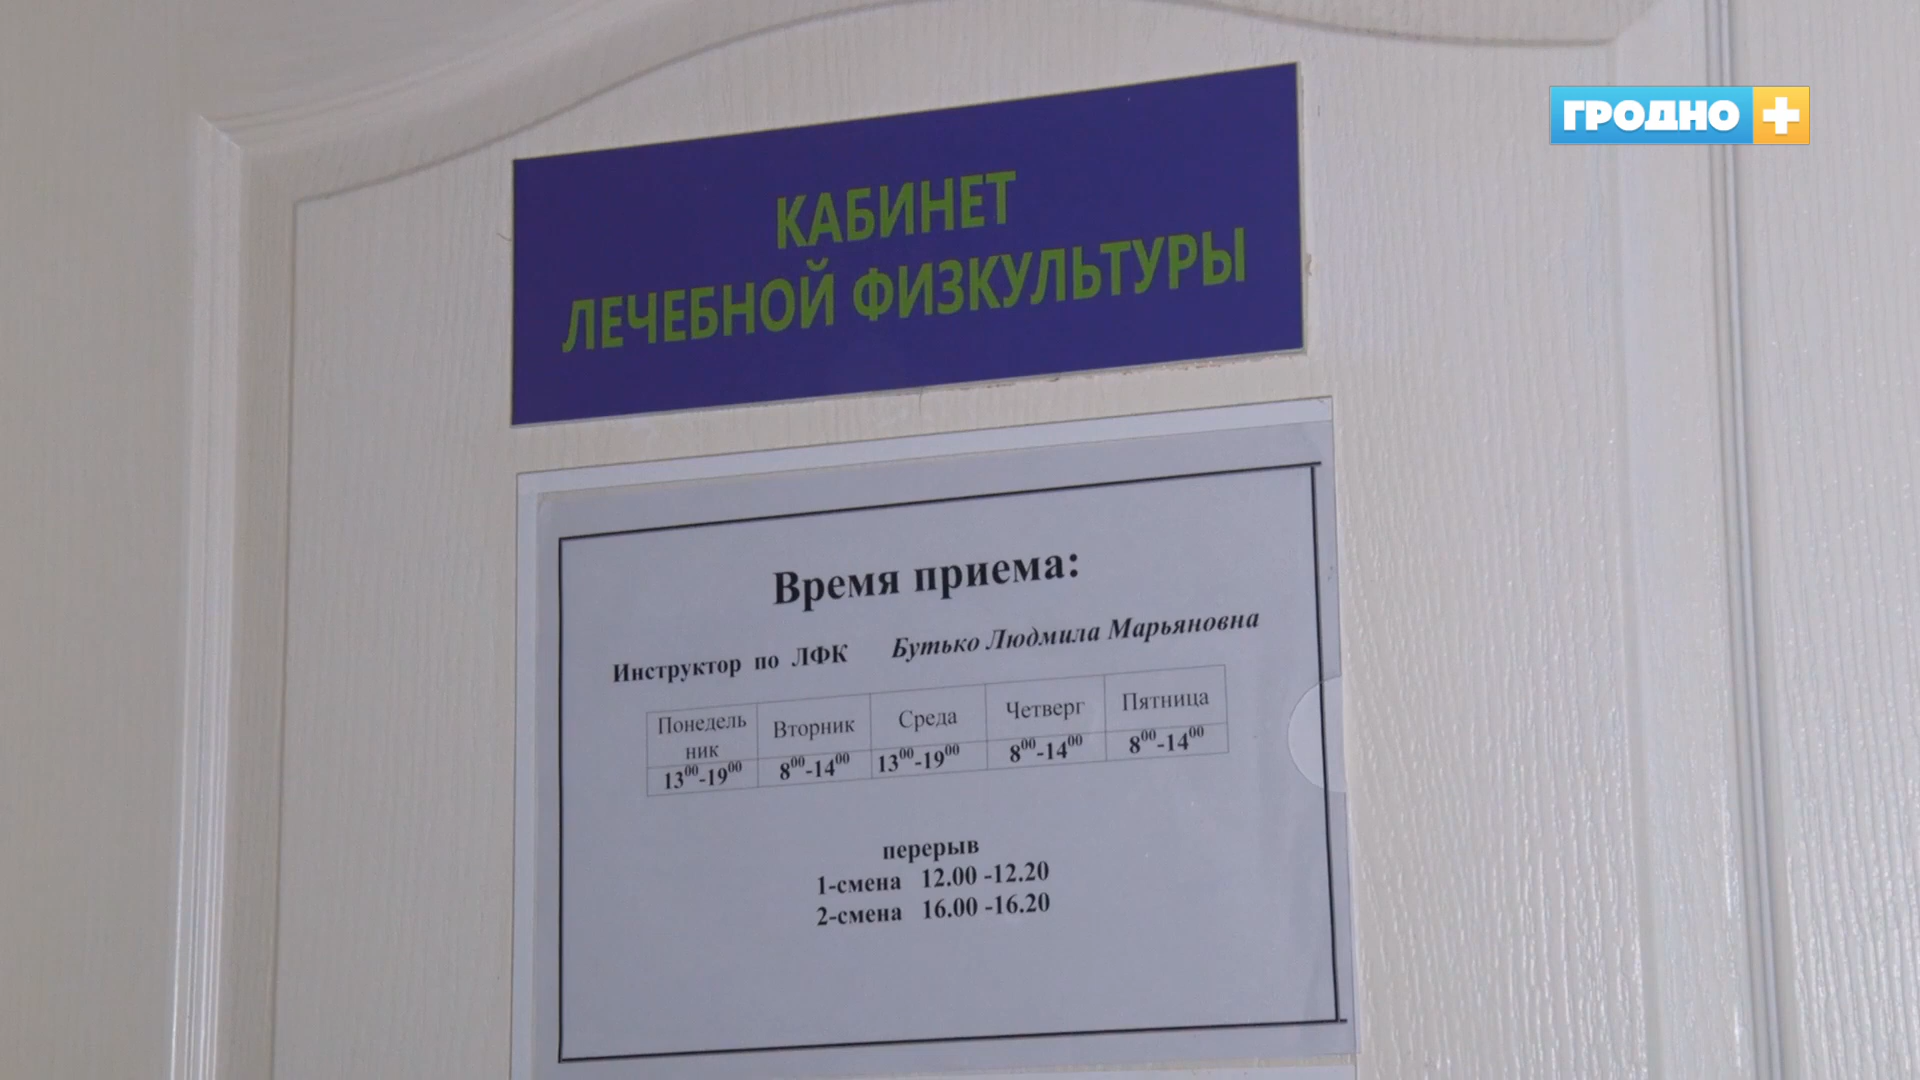 ГРОДНО +
КАБИНЕТ
ЛЕЧЕБНОЙ ФИЗКУЛЬТУРЫ
Время приема:
Инструктор по ЛФК Бутько Людмила Марьяновна
Понедель
ник Вторник Среда Четверг Пятница
13⁰⁰-19⁰⁰ 8⁰⁰-14⁰⁰ 13⁰⁰-19⁰⁰ 8⁰⁰-14⁰⁰ 8⁰⁰-14⁰⁰
перерыв
1-смена 12.00 -12.20
2-смена 16.00 -16.20